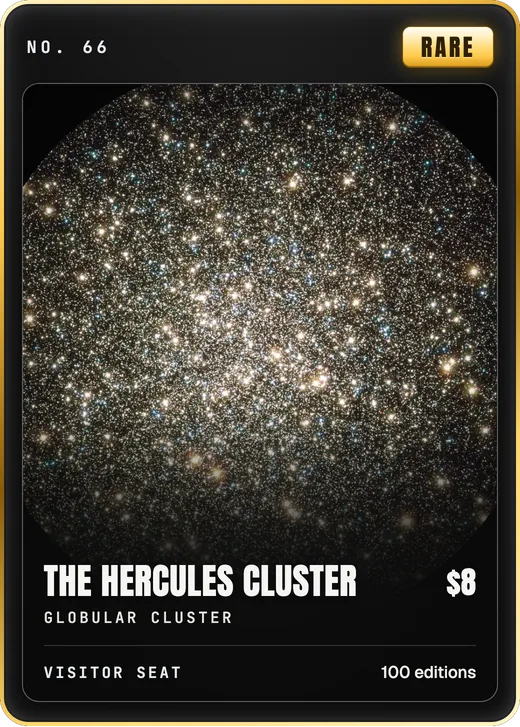 NO. 66
RARE
THE HERCULES CLUSTER
$8
GLOBULAR CLUSTER
VISITOR SEAT
100 editions